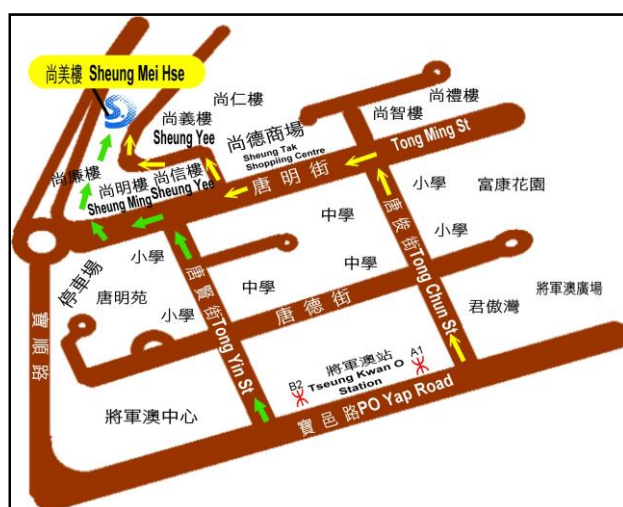 尚美樓 Sheung Mei Hse
尚仁樓
尚義樓
Sheung Yee
尚禮樓
尚智樓
尚德商場
Sheung Tak
Shoppiing Centre
Tong Ming St
尚廉樓
尚明樓
Sheung Ming
尚信樓
Sheung Yee
唐明街
小學
富康花園
中學
唐俊街
Tong Chun St
小學
停車場
小學
唐明苑
小學
唐賢街
Tong Yin St
中學
中學
唐德街
君傲灣
將軍澳廣場
寶順路
將軍澳站
Tseung Kwan O
Station
B2
A1
將軍澳中心
寶邑路
PO Yap Road